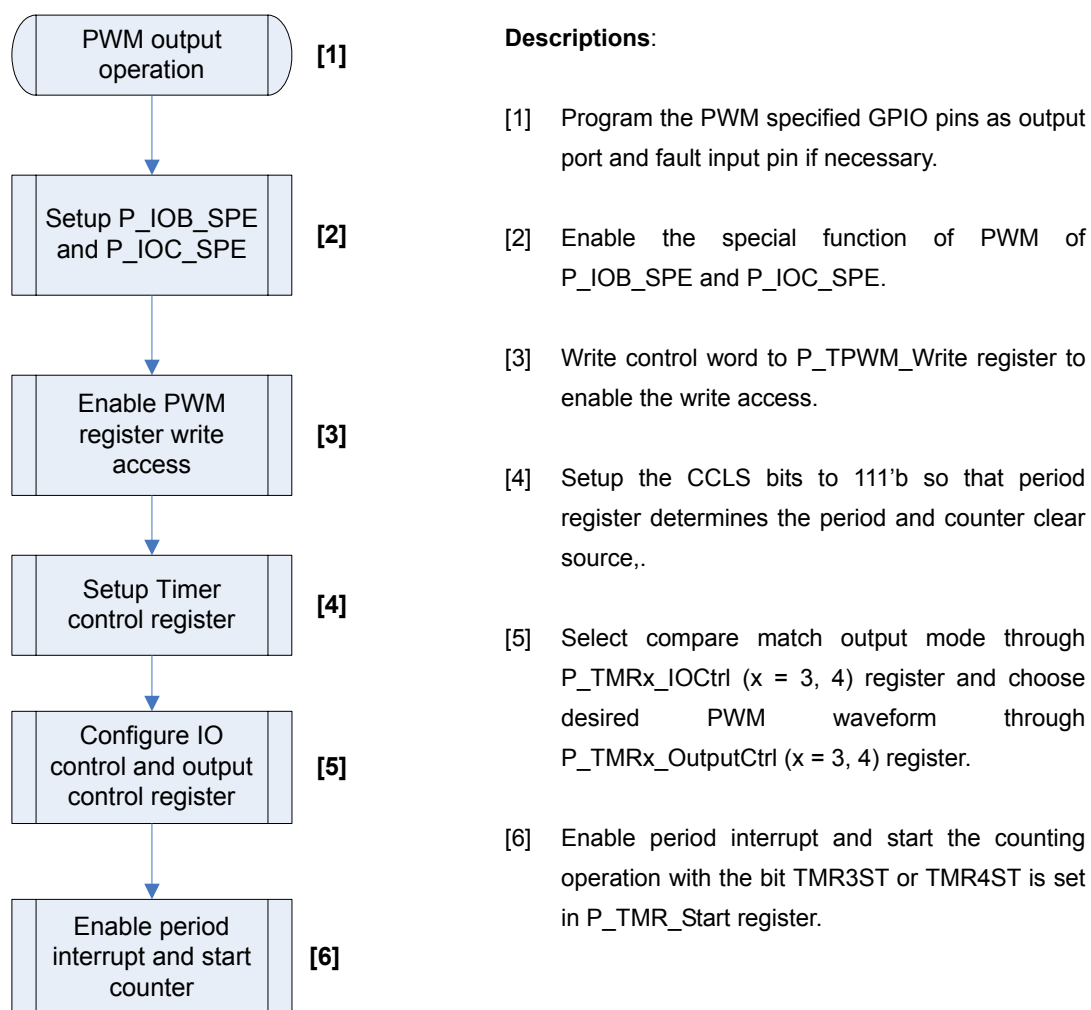 PWM output
operation
[1]
Setup P_IOB_SPE
and P_IOC_SPE
[2]
Enable PWM
register write
access
[3]
Setup Timer
control register
[4]
Configure IO
control and output
control register
[5]
Enable period
interrupt and start
counter
[6]
Descriptions:
[1] Program the PWM specified GPIO pins as output
port and fault input pin if necessary.
[2] Enable the special function of PWM of
P_IOB_SPE and P_IOC_SPE.
[3] Write control word to P_TPWM_Write register to
enable the write access.
[4] Setup the CCLS bits to 111’b so that period
register determines the period and counter clear
source,.
[5] Select compare match output mode through
P_TMRx_IOCtrl (x = 3, 4) register and choose
desired PWM waveform through
P_TMRx_OutputCtrl (x = 3, 4) register.
[6] Enable period interrupt and start the counting
operation with the bit TMR3ST or TMR4ST is set
in P_TMR_Start register.